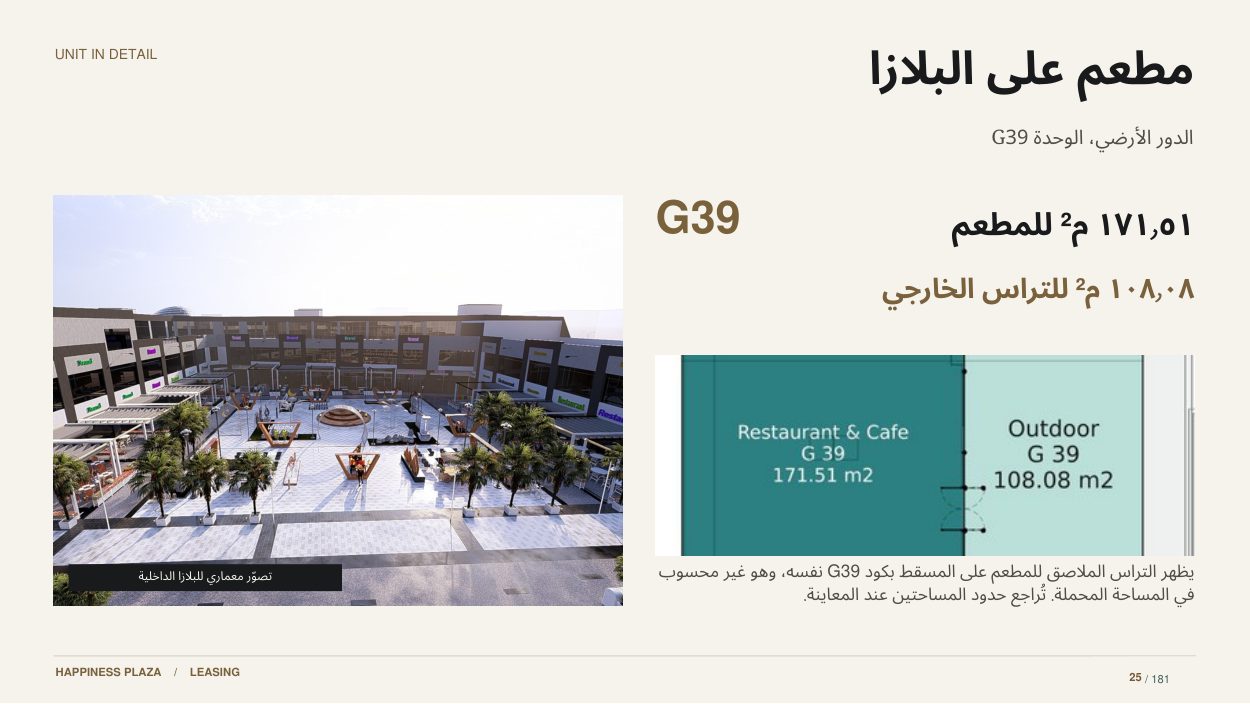 UNIT IN DETAIL
مطعم على البلازا
الدور الأرضي، الوحدة G39
G39
١٧١٫٥١ م² للمطعم
١٠٨٫٠٨ م² للتراس الخارجي
Restaurant & Cafe
G 39
171.51 m2
Outdoor
G 39
108.08 m2
يظهر التراس الملاصق للمطعم على المسقط بكود G39 نفسه، وهو غير محسوب
في المساحة المحملة. تُراجع حدود المساحتين عند المعاينة.
تصوّر معماري للبلازا الداخلية
HAPPINESS PLAZA / LEASING
25 / 181